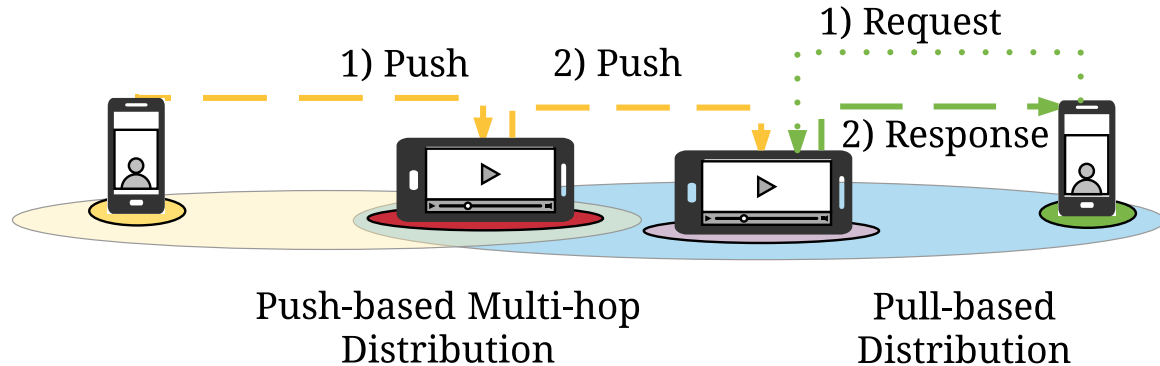 1) Push
2) Push
1) Request
2) Response
Push-based Multi-hop
Distribution
Pull-based
Distribution